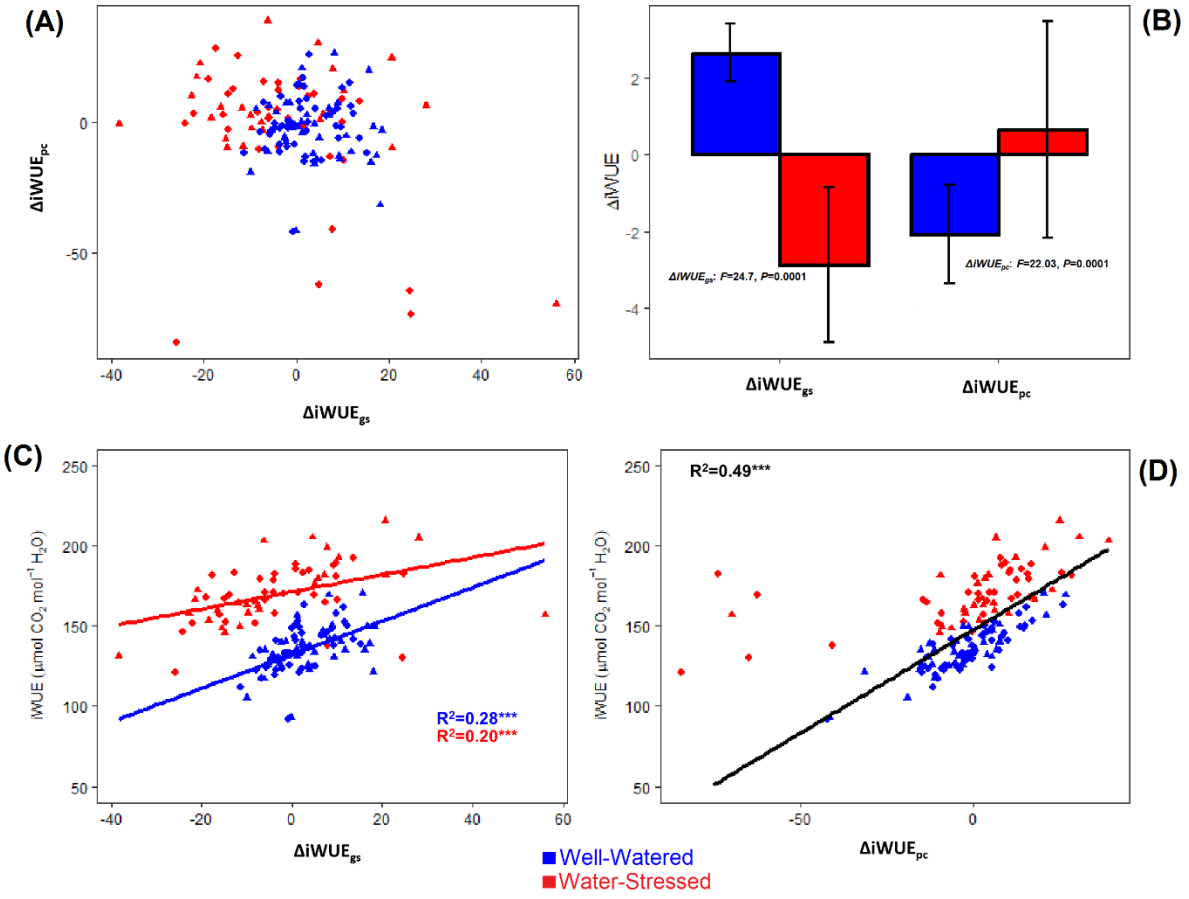 (A)
0
-50
ΔiWUEpc
-40
-20
0
20
40
60
ΔiWUEgs
(B)
2
0
-2
-4
ΔiWUE
ΔiWUEgs: F=24.7, P=0.0001
ΔiWUEpc: F=22.03, P=0.0001
ΔiWUEgs
ΔiWUEpc
(C)
250
200
150
100
50
iWUE (µmol CO2 mol-1 H2O)
R2=0.28***
R2=0.20***
-40
-20
0
20
40
60
ΔiWUEgs
(D)
R2=0.49***
250
200
150
100
50
iWUE (µmol CO2 mol-1 H2O)
-50
0
ΔiWUEpc
Well-Watered
Water-Stressed